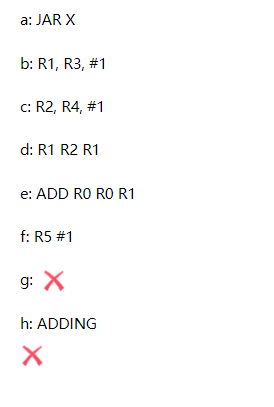 a: JAR X
b: R1, R3, #1
c: R2, R4, #1
d: R1 R2 R1
e: ADD R0 R0 R1
f: R5 #1
g:
h: ADDING